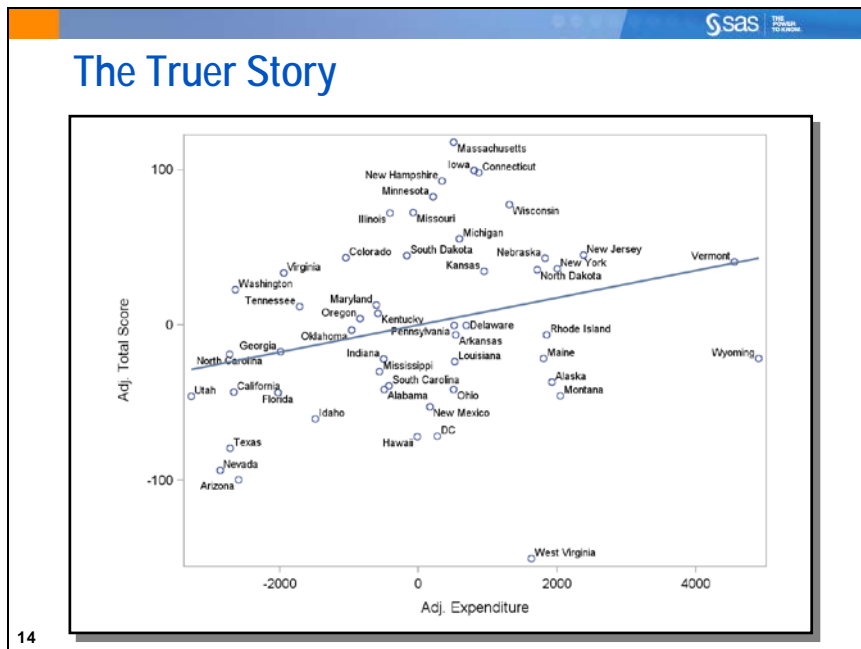 sas THE POWER TO KNOW.
The Truer Story
Massachusetts
Iowa
Connecticut
New Hampshire
Minnesota
Wisconsin
Illinois
Missouri
Michigan
Colorado
South Dakota
Nebraska
New Jersey
Virginia
Kansas
New York
Vermont
North Dakota
Washington
Tennessee
Maryland
Oregon
Kentucky
Oklahoma
Pennsylvania
Delaware
Rhode Island
Arkansas
Georgia
North Carolina
Indiana
Mississippi
Louisiana
Maine
Wyoming
Utah
California
South Carolina
Alaska
Florida
Alabama
Ohio
Montana
Idaho
New Mexico
Hawaii
DC
Texas
Nevada
Arizona
West Virginia
100
0
-100
Adj. Total Score
-2000
0
2000
4000
Adj. Expenditure
14